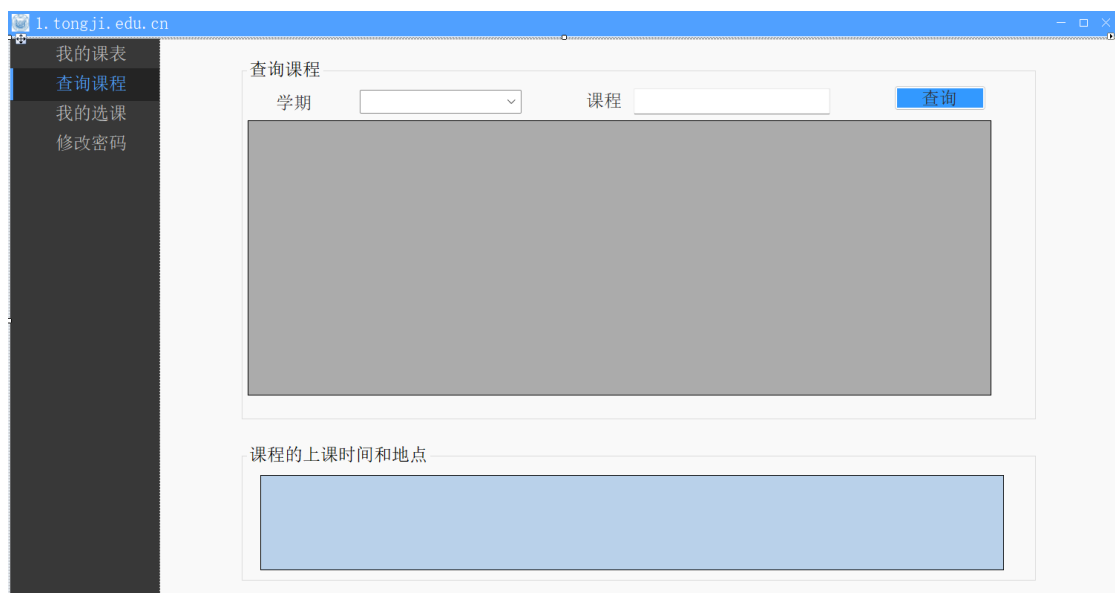 1.tongji.edu.cn
我的课表
查询课程
我的选课
修改密码
查询课程
学期
课程
查询
课程的上课时间和地点